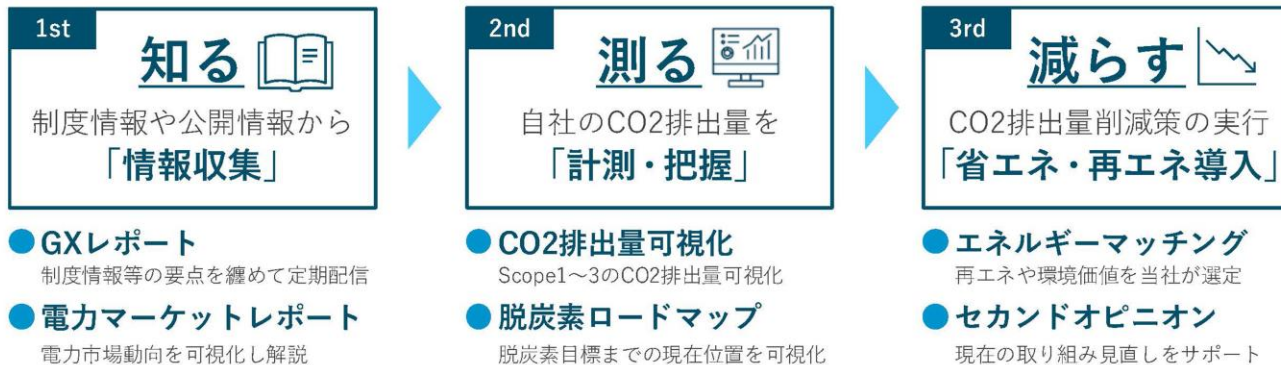 1st
知る
制度情報や公開情報から
「情報収集」
●GXレポート
制度情報等の要点を纏めて定期配信
●電力マーケットレポート
電力市場動向を可視化し解説
2nd
測る
自社のCO2排出量を
「計測・把握」
●CO2排出量可視化
Scope1～3のCO2排出量可視化
●脱炭素ロードマップ
脱炭素目標までの現在位置を可視化
3rd
減らす
CO2排出量削減策の実行
「省エネ・再エネ導入」
●エネルギーマッチング
再エネや環境価値を当社が選定
●セカンドオピニオン
現在の取り組み見直しをサポート